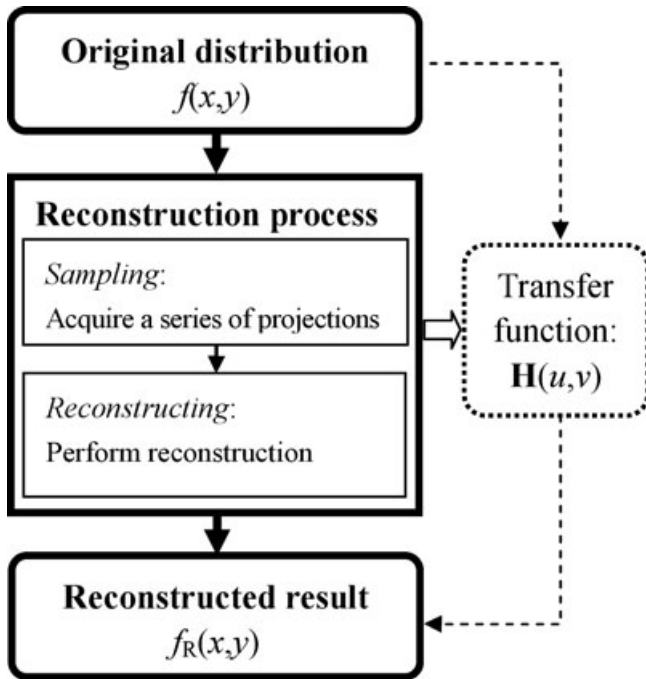 Original distribution
f(x,y)
Reconstruction process
Sampling:
Acquire a series of projections
Reconstructing:
Perform reconstruction
Transfer
function:
H(u,v)
Reconstructed result
fR(x,y)